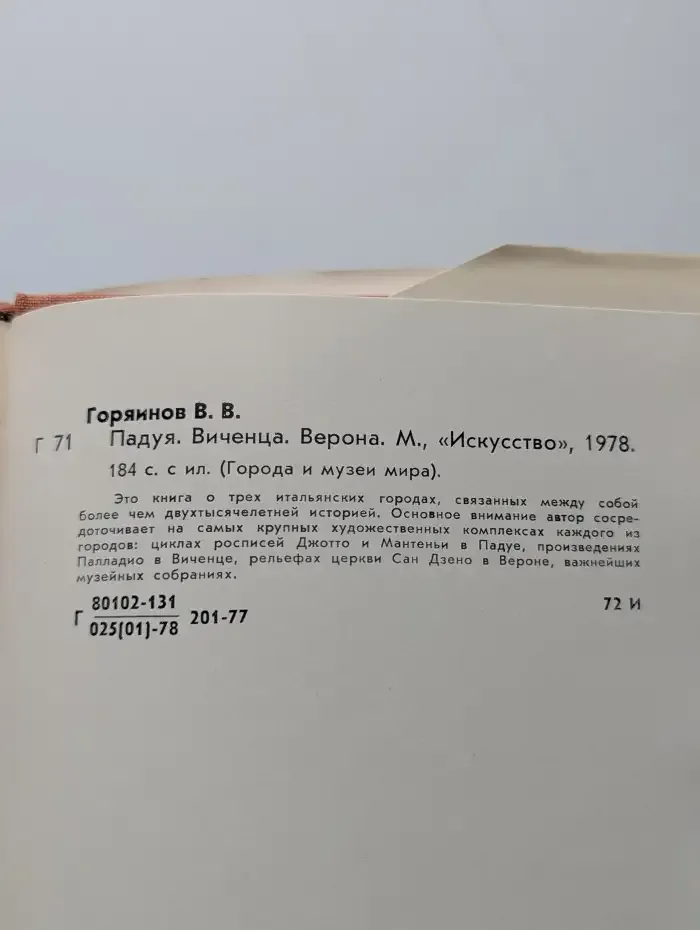 Горяинов В. В.
Г 71 Падуя. Виченца. Верона. М., «Искусство», 1978.
184 с. с ил. (Города и музеи мира).
Это книга о трех итальянских городах, связанных между собой
более чем двухтысячелетней историей. Основное внимание автор сосре-
доточивает на самых крупных художественных комплексах каждого из
городов: циклах росписей Джотто и Мантеньи в Падуе, произведениях
Палладио в Виченце, рельефах церкви Сан Дзено в Вероне, важнейших
музейных собраниях.
80102-131
Г 025(01)-78 201-77 72 И